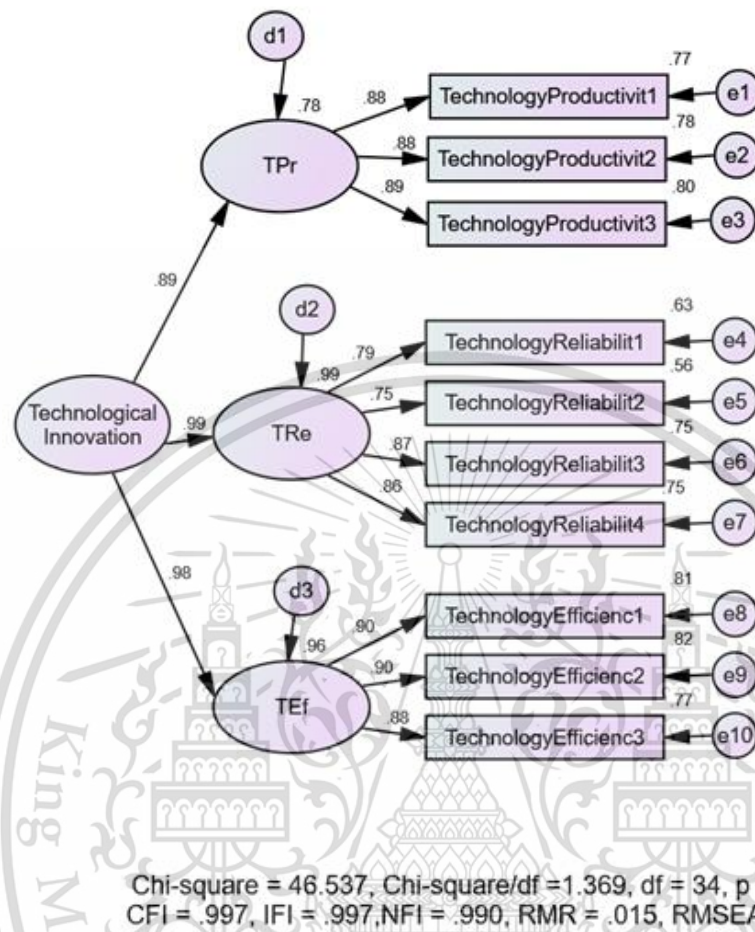 d1
.78
TPr
.88
.88
.89
TechnologyProductivit1
.77
e1
TechnologyProductivit2
.78
e2
TechnologyProductivit3
.80
e3
.89
d2
.99
TRe
.79
.75
.87
.86
TechnologyReliabilit1
.63
e4
TechnologyReliabilit2
.56
e5
TechnologyReliabilit3
.75
e6
TechnologyReliabilit4
.75
e7
Technological
Innovation
.99
.98
d3
.96
TEf
.90
.90
.88
TechnologyEfficienc1
.81
e8
TechnologyEfficienc2
.82
e9
TechnologyEfficienc3
.77
e10
King M
Chi-square = 46.537, Chi-square/df =1.369, df = 34, p
CFI = .997, IFI = .997,NFI = .990, RMR = .015, RMSEA